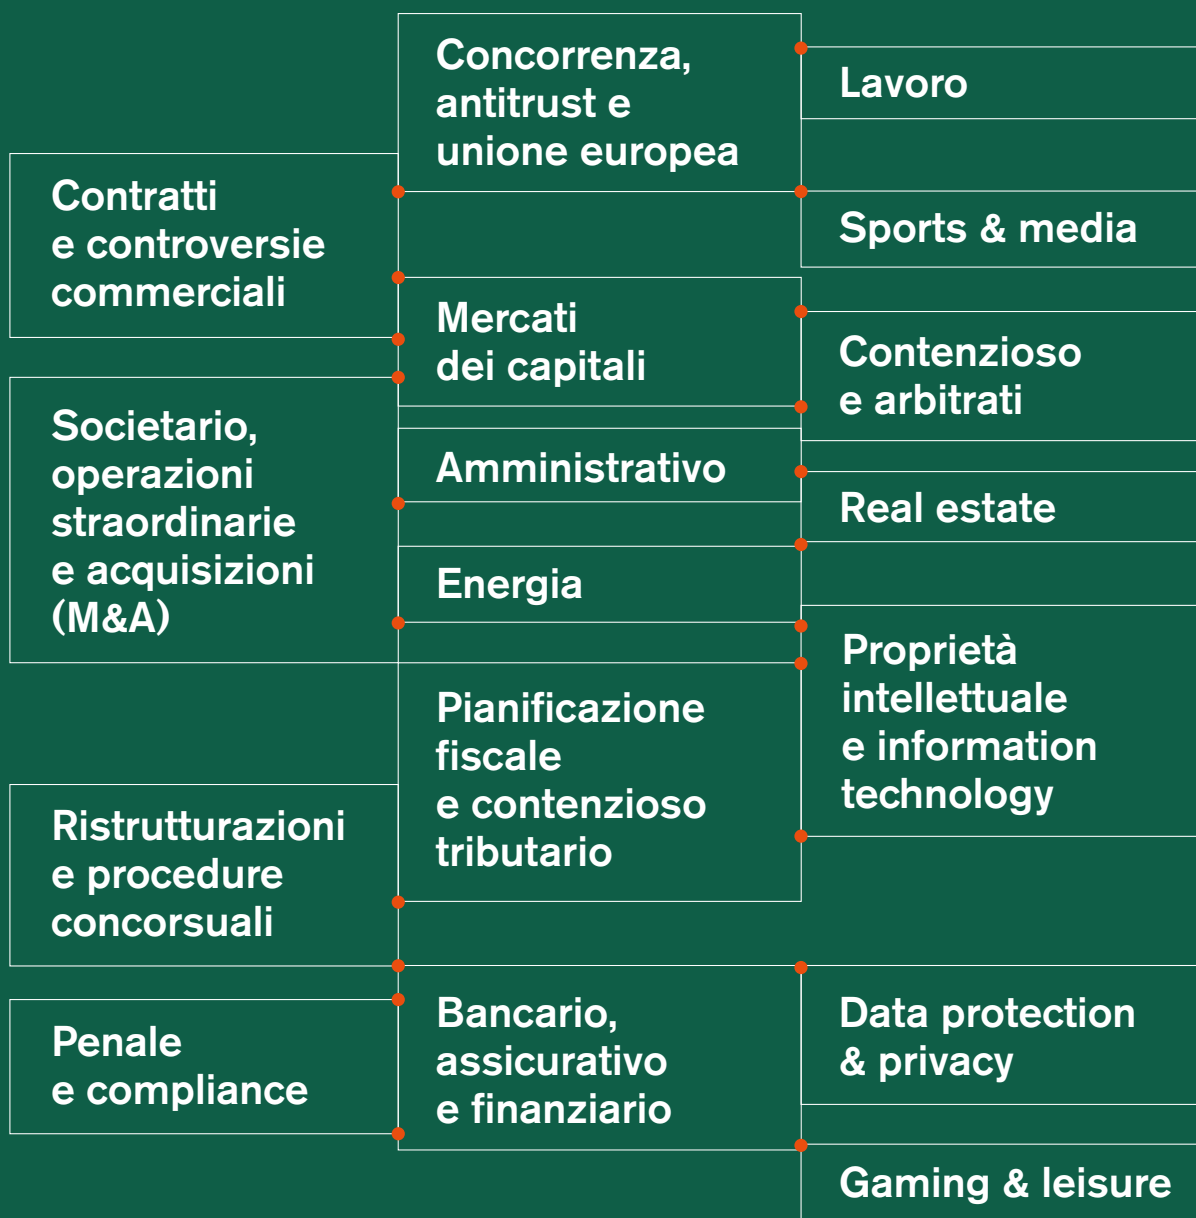 Concorrenza,
antitrust e
unione europea
Lavoro
Contratti
e controversie
commerciali
Sports & media
Mercati
dei capitali
Contenzioso
e arbitrati
Societario,
operazioni
straordinarie
e acquisizioni
(M&A)
Amministrativo
Real estate
Energia
Proprietà
intellettuale
e information
technology
Pianificazione
fiscale
e contenzioso
tributario
Ristrutturazioni
e procedure
concorsuali
Bancario,
assicurativo
e finanziario
Data protection
& privacy
Penale
e compliance
Gaming & leisure